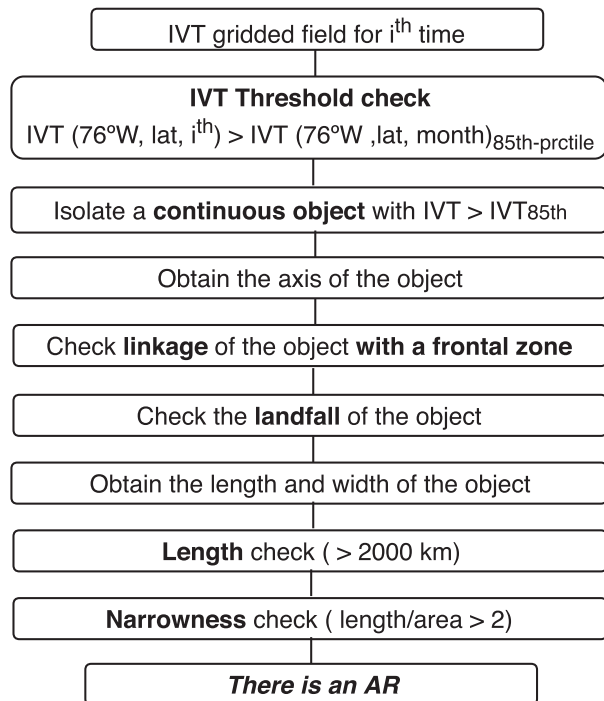 IVT gridded field for ith time
IVT Threshold check
IVT (76ºW, lat, ith) > IVT (76ºW ,lat, month)85th-prctile
Isolate a continuous object with IVT > IVT85th
Obtain the axis of the object
Check linkage of the object with a frontal zone
Check the landfall of the object
Obtain the length and width of the object
Length check ( > 2000 km)
Narrowness check ( length/area > 2)
There is an AR